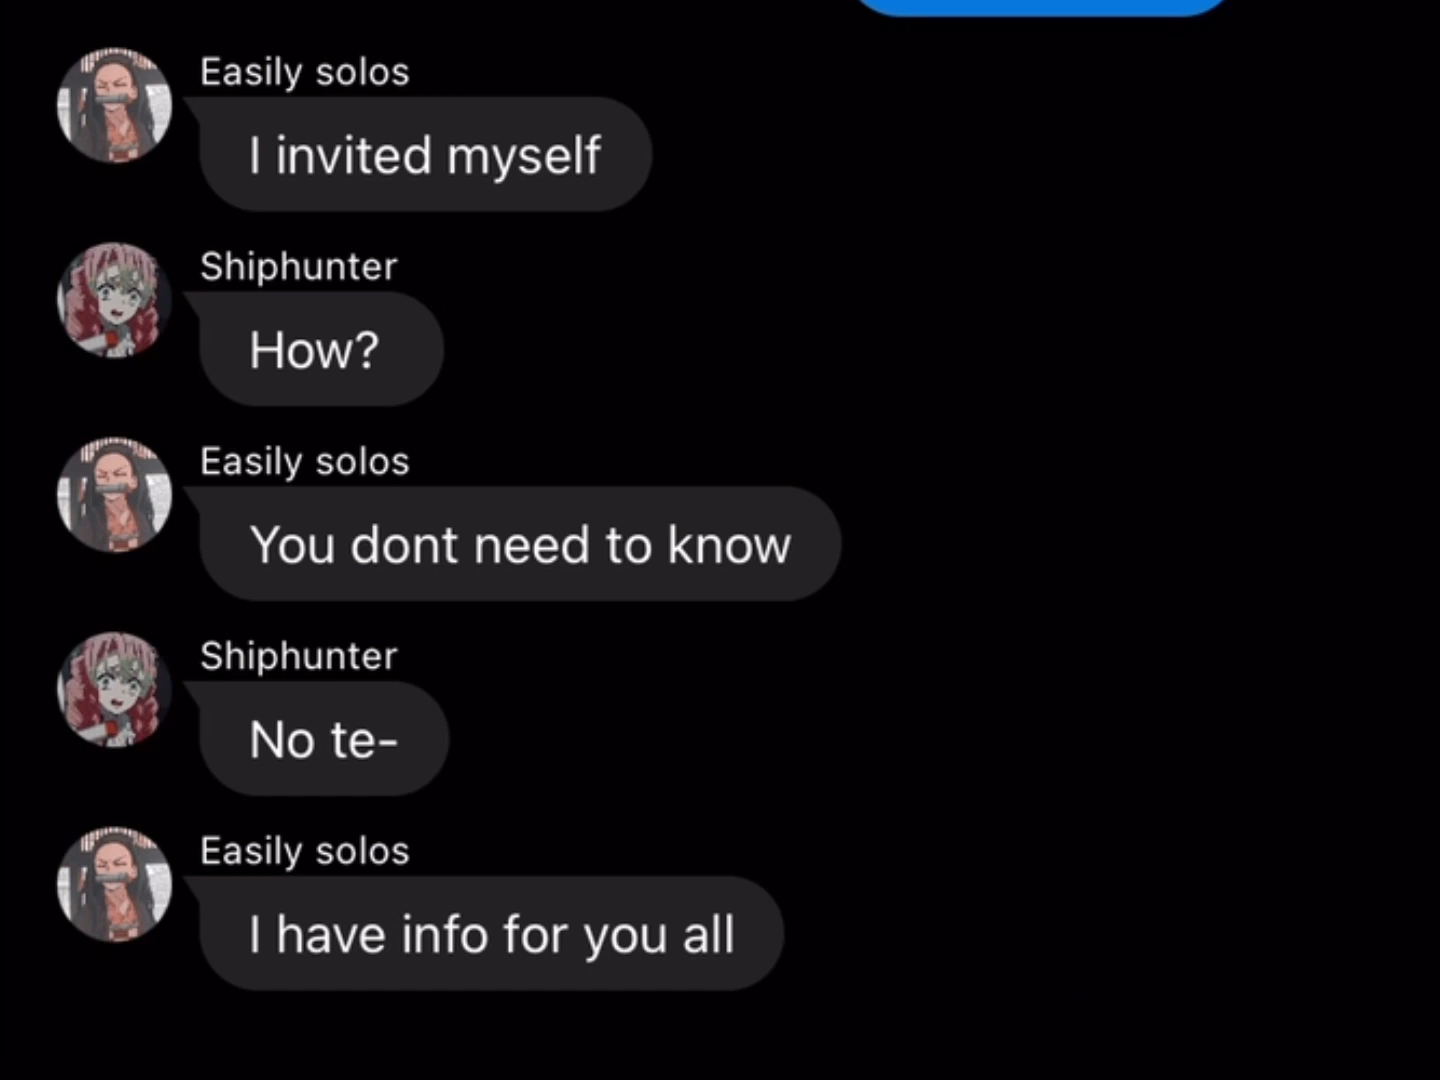 Easily solos
I invited myself
Shiphunter
How?
Easily solos
You dont need to know
Shiphunter
No te-
Easily solos
I have info for you all